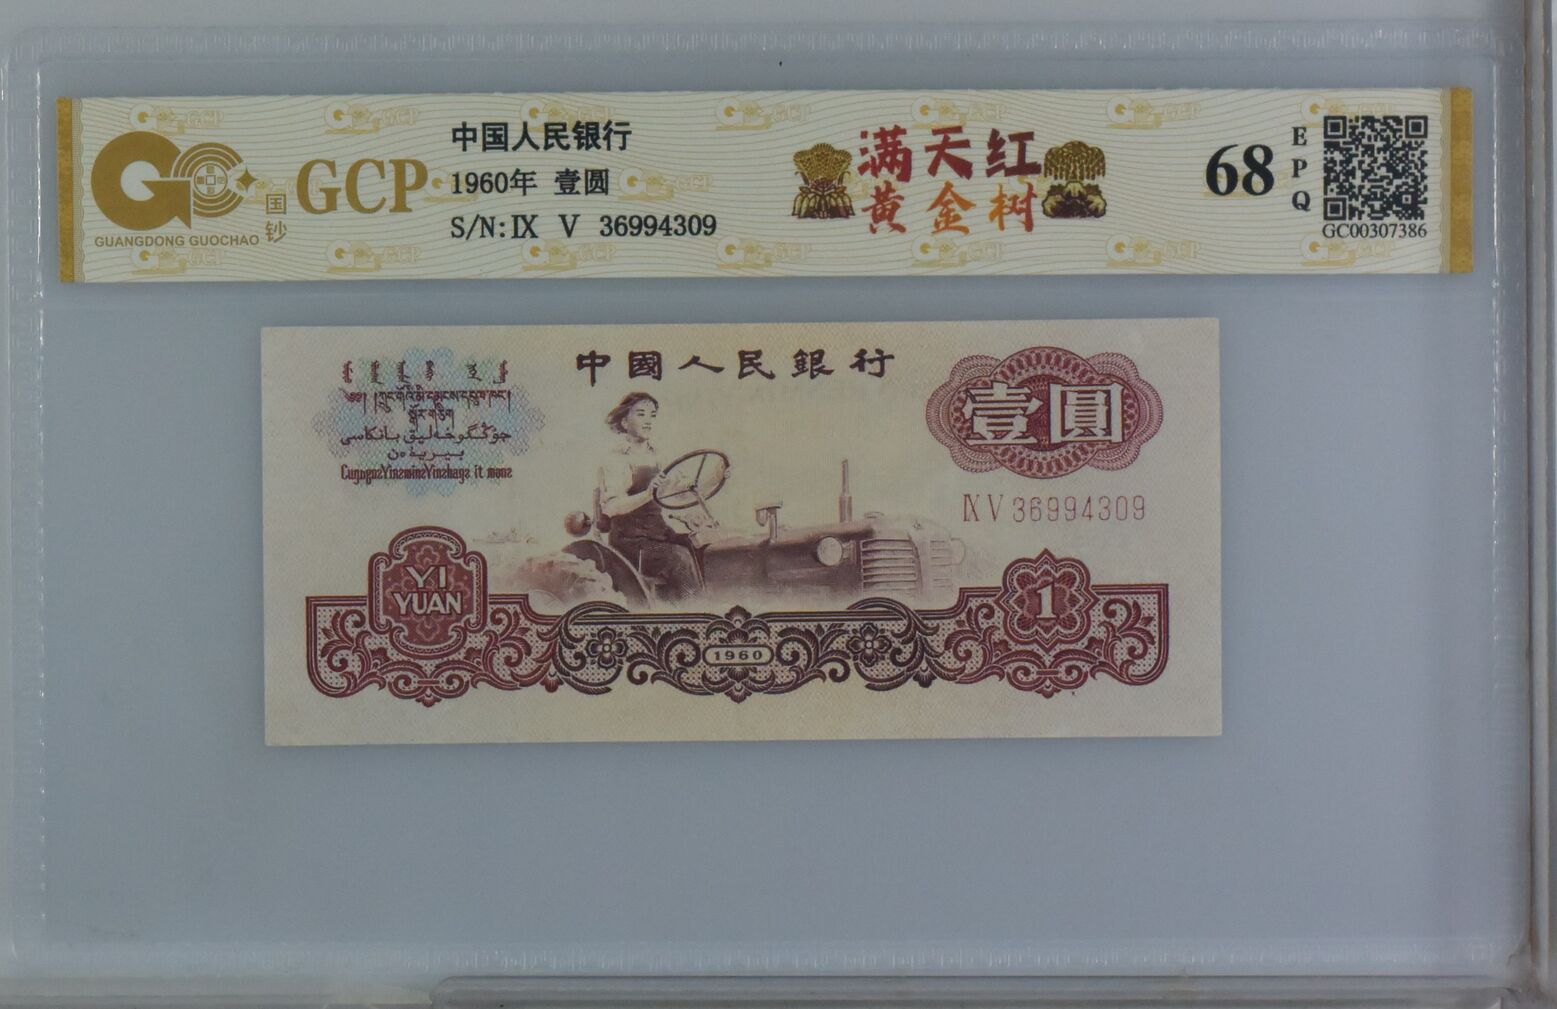 GUANGDONG GUOCHAO
国钞
GCP
中国人民银行
1960年 壹圆
S/N: IX V 36994309
满天红
黄金树
68
EPQ
GC00307386
中國人民銀行
壹圓
IX V 36994309
YI
YUAN
1960
1